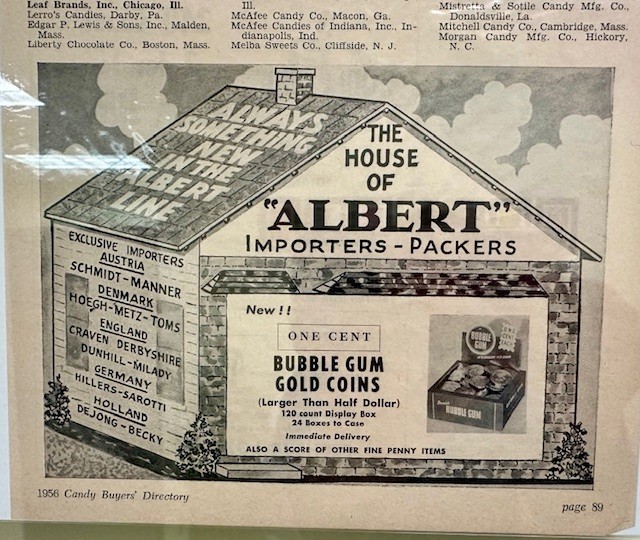 Leaf Brands, Inc., Chicago, Ill.
Lerro's Candies, Darby, Pa.
Edgar P. Lewis & Sons, Inc., Malden,
Mass.
Liberty Chocolate Co., Boston, Mass.
Ill.
McAfee Candy Co., Macon, Ga.
McAfee Candies of Indiana, Inc., In-
dianapolis, Ind.
Melba Sweets Co., Cliffside, N. J.
Mistretta & Sotile Candy Mfg. Co.,
Donaldsville, La.
Mitchell Candy Co., Cambridge, Mass.
Morgan Candy Mfg. Co., Hickory,
N. C.
ALWAYS
SOMETHING
NEW
IN THE
ALBERT
LINE
THE
HOUSE
OF
"ALBERT"
IMPORTERS - PACKERS
EXCLUSIVE IMPORTERS
AUSTRIA
SCHMIDT-MANNER
DENMARK
HOEGH-METZ-TOMS
ENGLAND
CRAVEN DERBYSHIRE
DUNHILL-MILADY
GERMANY
HILLERS-SAROTTI
HOLLAND
DEJONG-BECKY
New!!
ONE CENT
BUBBLE GUM
GOLD COINS
(Larger Than Half Dollar)
120 count Display Box
24 Boxes to Case
Immediate Delivery
ALSO A SCORE OF OTHER FINE PENNY ITEMS
BUBBLE
GUM
BUBBLE GUM
1956 Candy Buyers' Directory
page 89